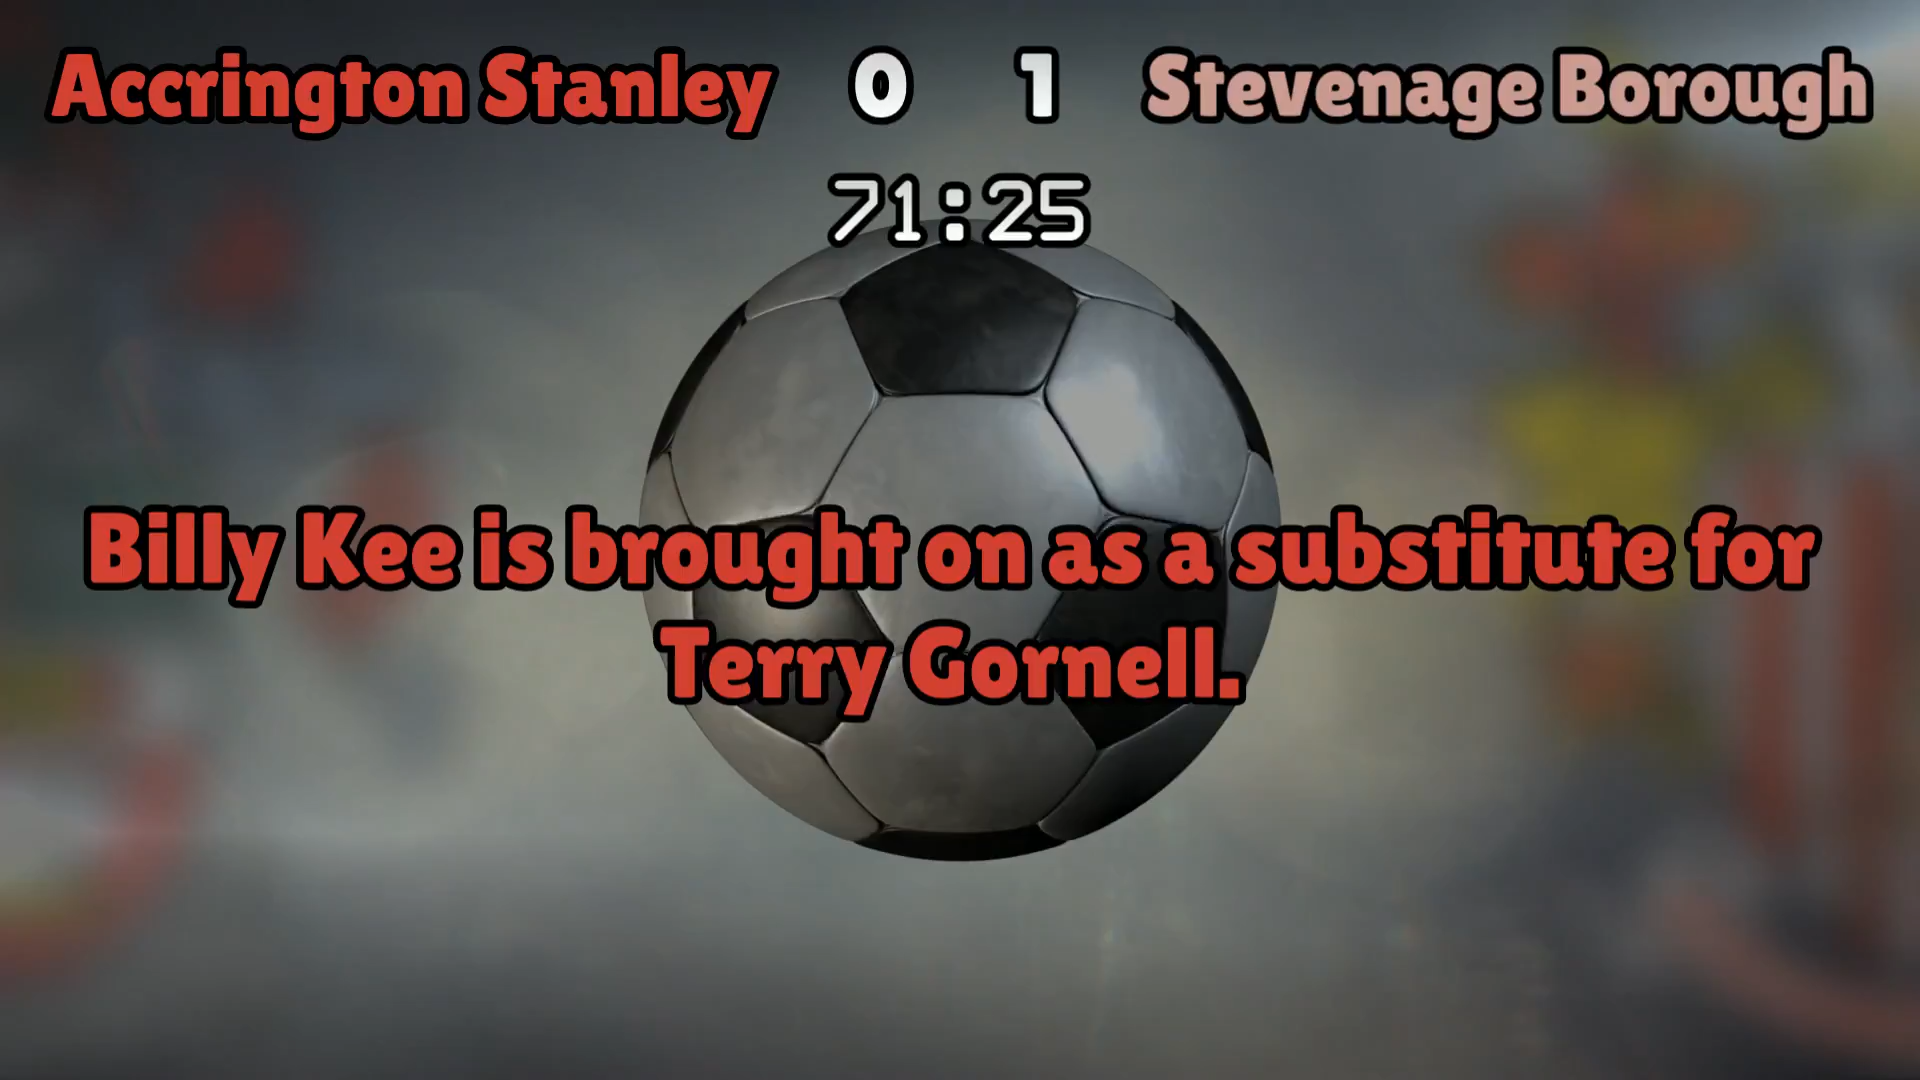 Accrington Stanley 0 1 Stevenage Borough
71:25
Billy Kee is brought on as a substitute for
Terry Gornell.